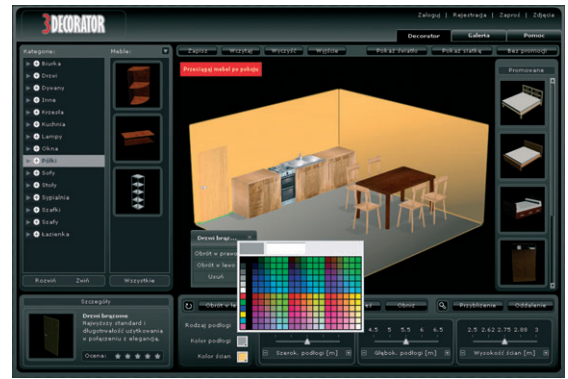 3DECORATOR
Zaloguj | Rejestracja | Zaproś | Zdjęcia
Decorator Galeria Pomoc
Kategorie: Meble:
Zapisz Wczytaj Wyczyść Wyjście Pokaż światło Pokaż siatkę Bez promocji
Przeciągaj mebel po pokoju
Promowane
Biurka
Drzwi
Dywany
Inne
Krzesła
Kuchnia
Lampy
Okna
Półki
Sofy
Stoły
Sypialnia
Szafki
Szafy
Łazienka
Drzwi brąz...
Obrót w prawo
Obrót w lewo
Usuń
Rozwiń Zwiń Wszystkie
Szczegóły
Drzwi brązowe
Najwyższy standard i
długotrwałość użytkowania
w połączeniu z elegancją.
Ocena:
Obrót w le
Obniż Przybliżenie Oddalenie
Rodzaj podłogi
Kolor podłogi
Kolor ścian
4.5 5 5.5 6 6.5
2.5 2.62 2.75 2.88 3
Szerok. podłogi [m] Głębok. podłogi [m] Wysokość ścian [m]